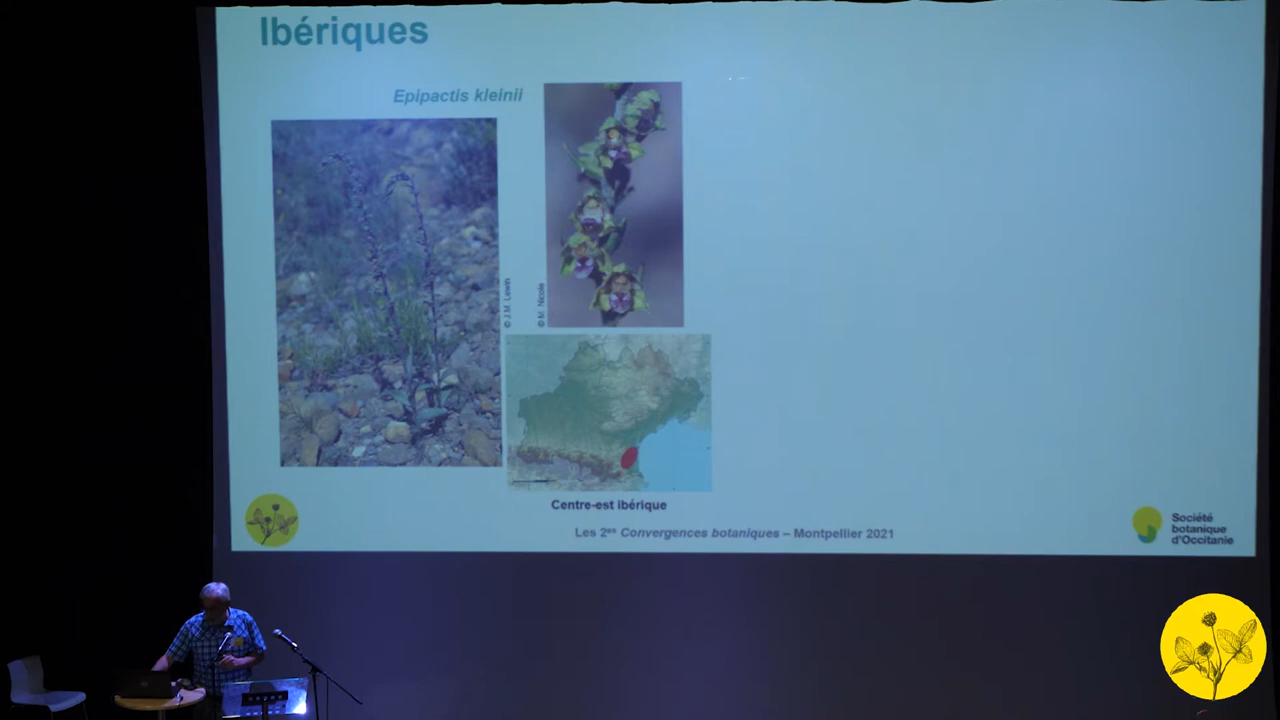 Ibériques
Epipactis kleinii
© J.M. Lewin
© M. Nicole
Centre-est ibérique
Les 2es Convergences botaniques – Montpellier 2021
Société
botanique
d'Occitanie